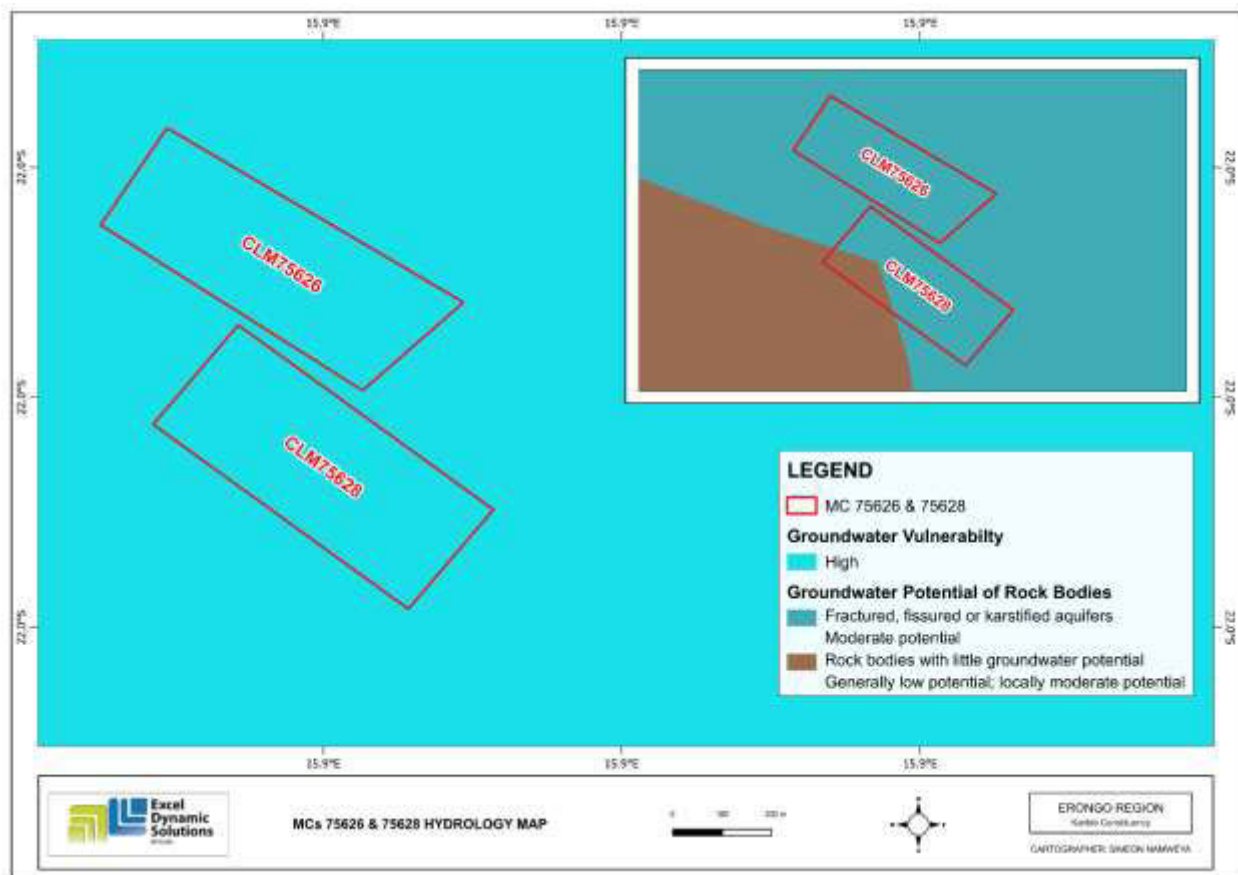 15.9°E 15.9°E 15.9°E
22.0°S 22.0°S
22.0°S 22.0°S
22.0°S 22.0°S
CLM75626
CLM75628
CLM75626
CLM75628
LEGEND
MC 75626 & 75628
Groundwater Vulnerabilty
High
Groundwater Potential of Rock Bodies
Fractured, fissured or karstified aquifers
Moderate potential
Rock bodies with little groundwater potential
Generally low potential; locally moderate potential
15.9°E 15.9°E 15.9°E
Excel
Dynamic
Solutions
MCs 75626 & 75628 HYDROLOGY MAP
0
ERONGO REGION
Constituency
CARTOGRAPHER: SIMEON NAMWEYA